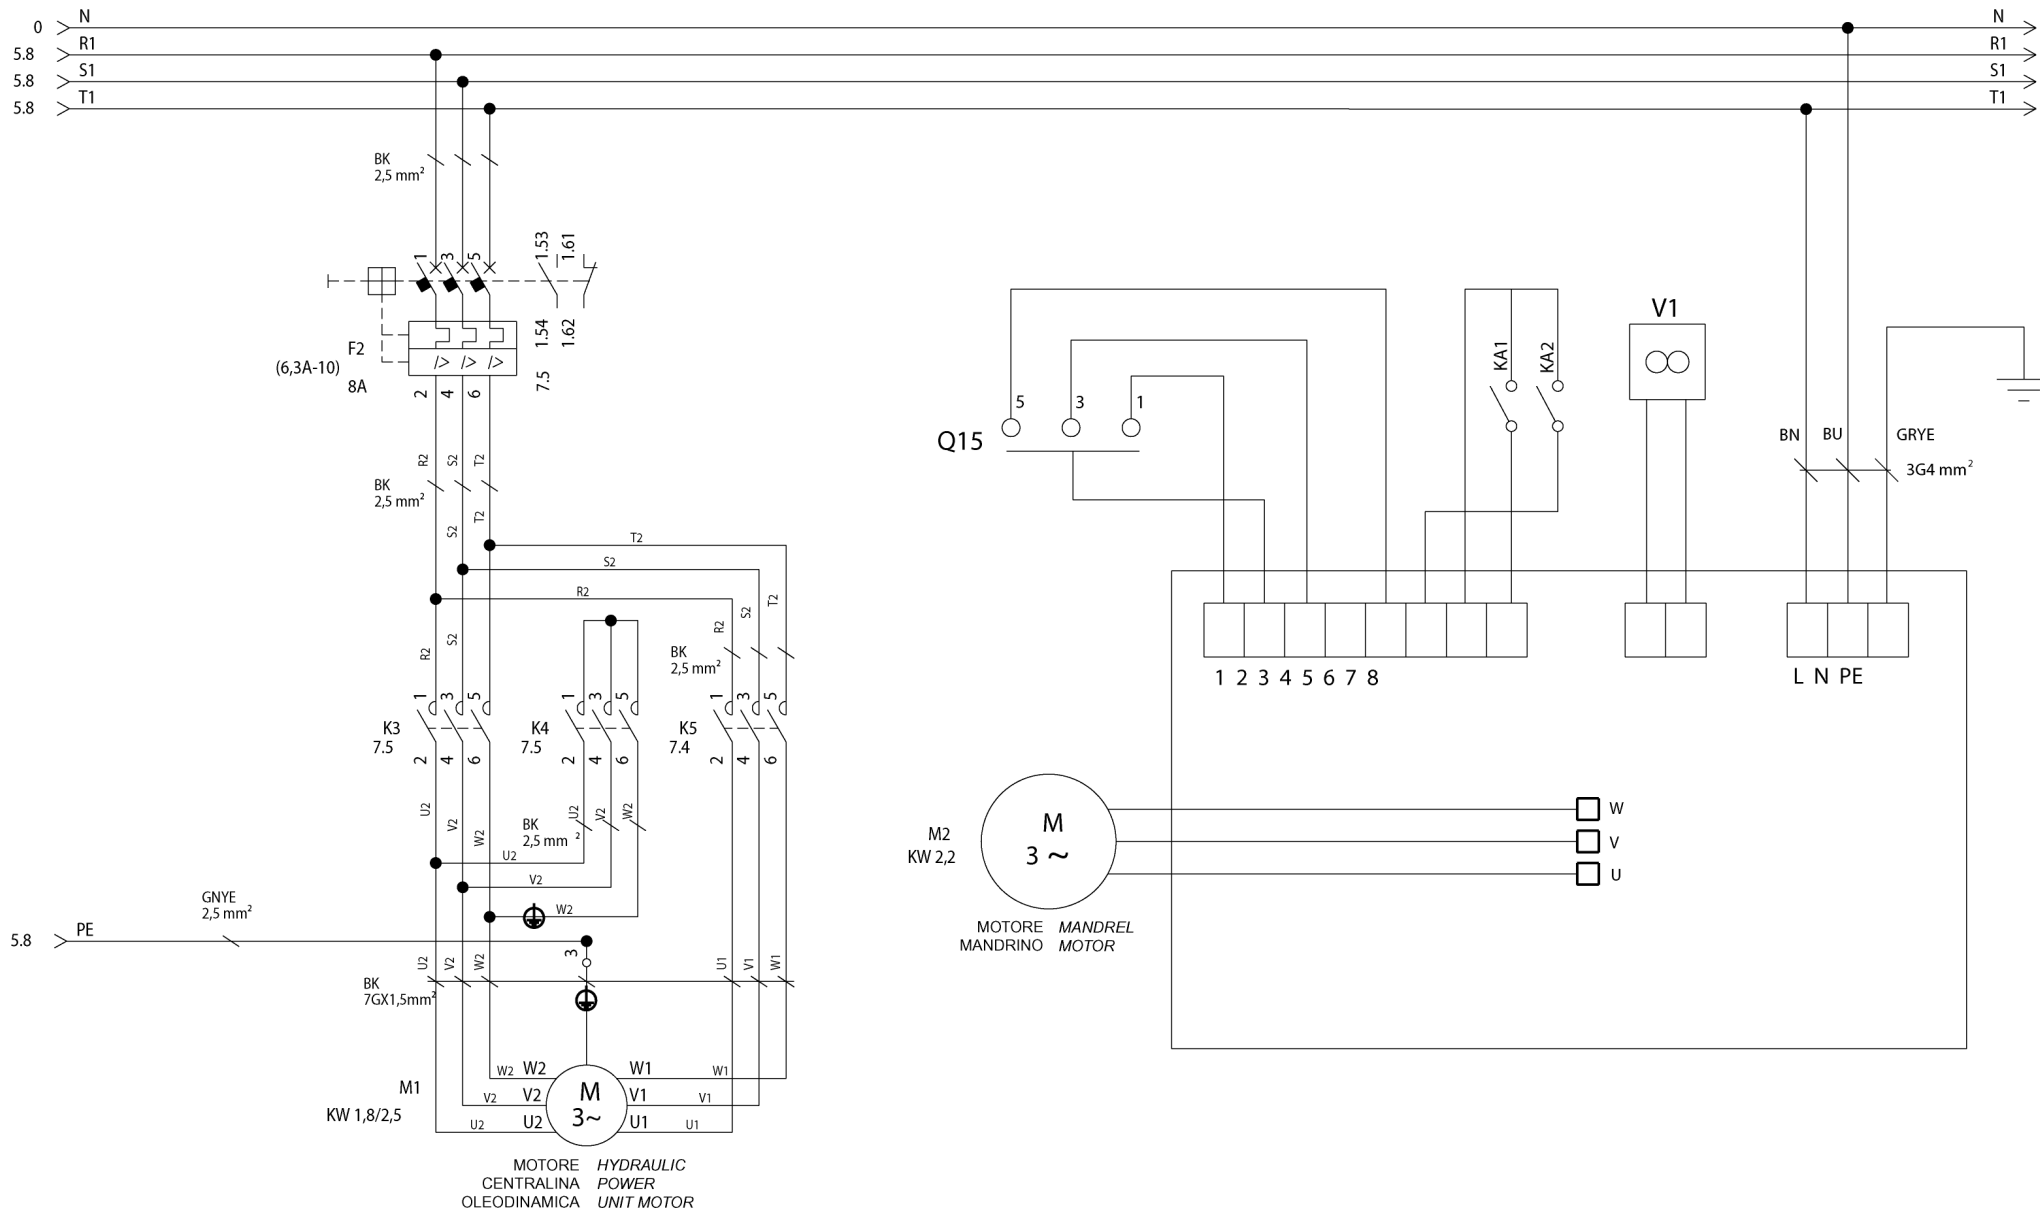 0 N N
5.8 R1 R1
5.8 S1 S1
5.8 T1 T1
BK
2,5 mm²
1 3 5 1.53 1.61
1.54 1.62
F2
(6,3A-10)
8A
2 4 6 7.5
R2 S2 T2
BK
2,5 mm²
S2 T2
T2
S2
R2
R2 S2 T2
R2 S2
BK
2,5 mm²
1 3 5 1 3 5 1 3 5
K3
7.5
K4
7.5
K5
7.4
2 4 6 2 4 6 2 4 6
U2 V2 W2
BK
2,5 mm²
U2 V2 W2
U2
V2
W2
GNYE
2,5 mm²
5.8 PE
3
U2 V2 W2 U1 V1 W1
BK
7GX1,5mm²
W2 W2 W1 W1
V2 V2 V1 V1
U2 U2 U1 U1
M
3~
M1
KW 1,8/2,5
MOTORE HYDRAULIC
CENTRALINA POWER
OLEODINAMICA UNIT MOTOR
Q15
5 3 1
KA1 KA2
V1
BN BU GRYE
3G4 mm²
1 2 3 4 5 6 7 8
L N PE
M2
KW 2,2
M
3 ~
W
V
U
MOTORE MANDREL
MANDRINO MOTOR